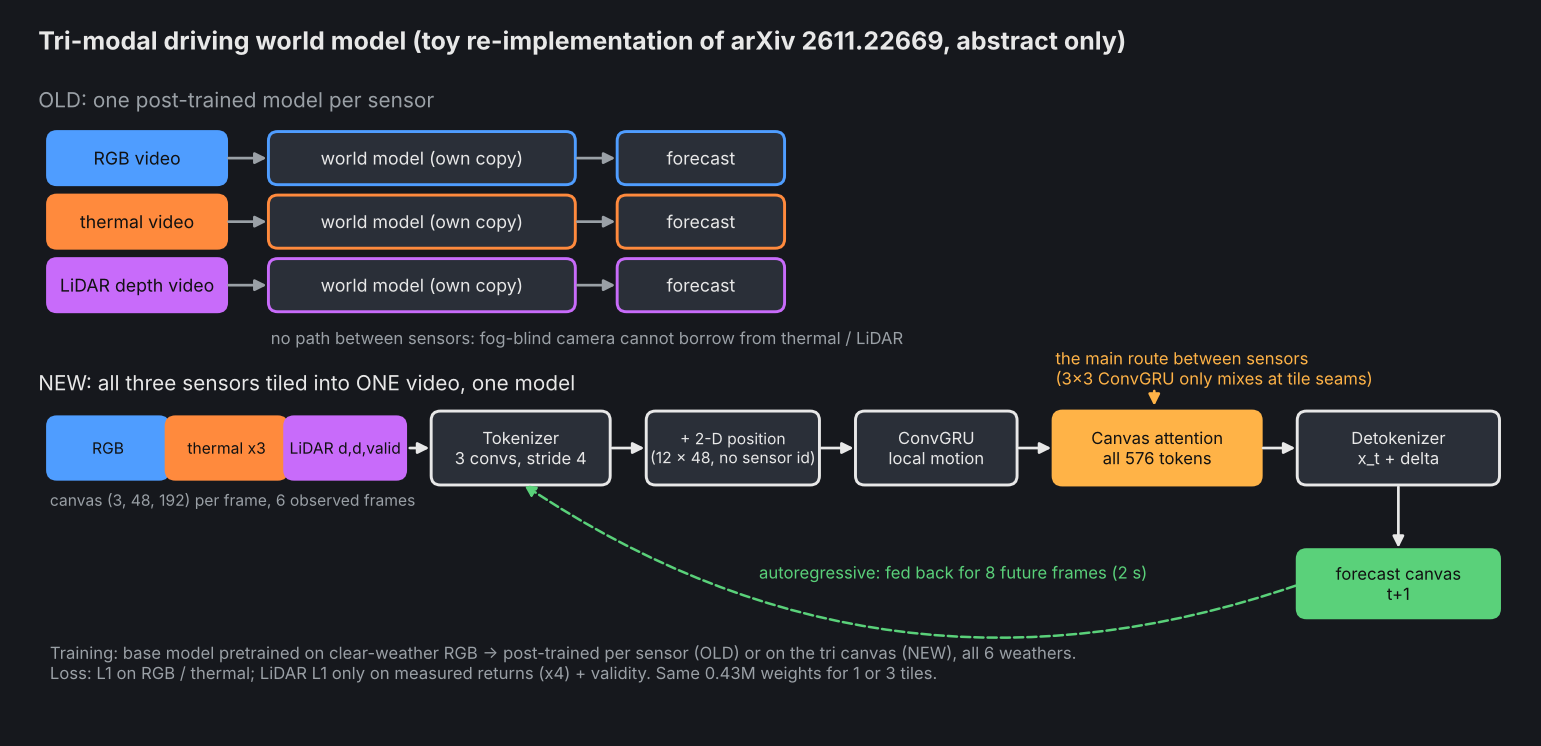 Tri-modal driving world model (toy re-implementation of arXiv 2611.22669, abstract only)
OLD: one post-trained model per sensor
RGB video
world model (own copy)
forecast
thermal video
world model (own copy)
forecast
LiDAR depth video
world model (own copy)
forecast
no path between sensors: fog-blind camera cannot borrow from thermal / LiDAR
the main route between sensors
(3×3 ConvGRU only mixes at tile seams)
NEW: all three sensors tiled into ONE video, one model
RGB
thermal x3
LiDAR d,d,valid
Tokenizer
3 convs, stride 4
+ 2-D position
(12 × 48, no sensor id)
ConvGRU
local motion
Canvas attention
all 576 tokens
Detokenizer
x_t + delta
canvas (3, 48, 192) per frame, 6 observed frames
autoregressive: fed back for 8 future frames (2 s)
forecast canvas
t+1
Training: base model pretrained on clear-weather RGB → post-trained per sensor (OLD) or on the tri canvas (NEW), all 6 weathers.
Loss: L1 on RGB / thermal; LiDAR L1 only on measured returns (x4) + validity. Same 0.43M weights for 1 or 3 tiles.